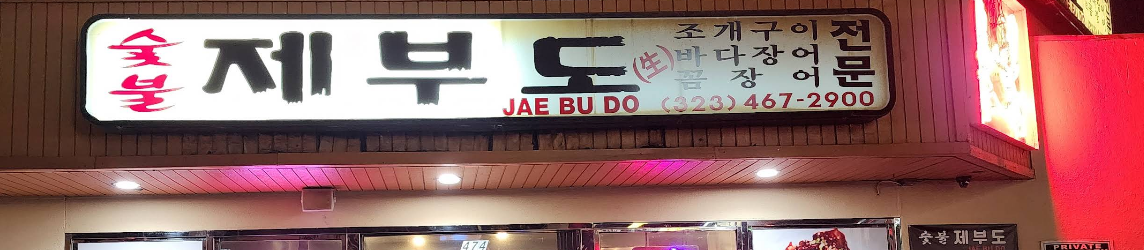 숯불 제부도
JAE BU DO
(生)
조개구이
바다장어
꼼장어
전문
(323) 467-2900
474
숯불 제부도
PRIVATE